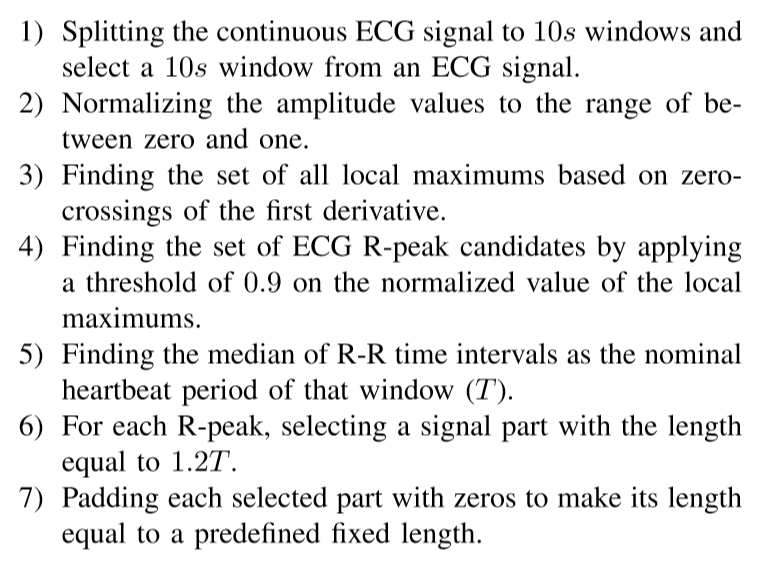 1) Splitting the continuous ECG signal to 10s windows and
select a 10s window from an ECG signal.
2) Normalizing the amplitude values to the range of be-
tween zero and one.
3) Finding the set of all local maximums based on zero-
crossings of the first derivative.
4) Finding the set of ECG R-peak candidates by applying
a threshold of 0.9 on the normalized value of the local
maximums.
5) Finding the median of R-R time intervals as the nominal
heartbeat period of that window (T).
6) For each R-peak, selecting a signal part with the length
equal to 1.2T.
7) Padding each selected part with zeros to make its length
equal to a predefined fixed length.